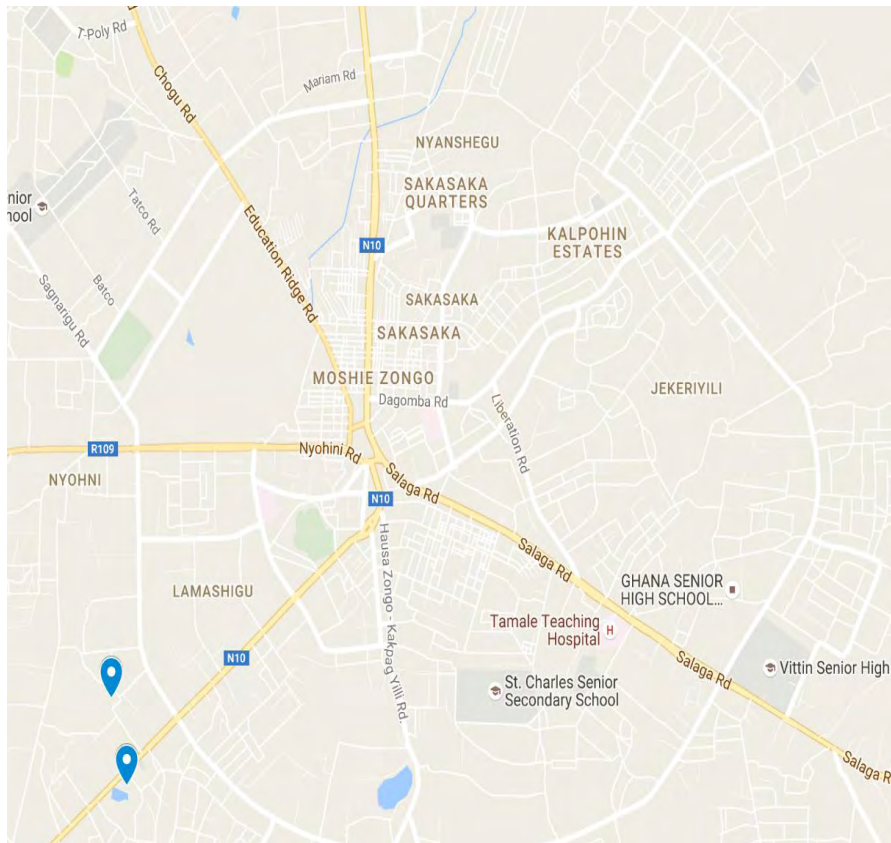 T-Poly Rd
Chogu Rd
Mariam Rd
NYANSHEGU
SAKASAKA
QUARTERS
nior
hool
Tatco Rd
KALPOHIN
ESTATES
N10
Education Ridge Rd
Batco
Sagnarigu Rd
SAKASAKA
SAKASAKA
MOSHIE ZONGO
JEKERIYILI
Dagomba Rd
Liberation Rd
R109
Nyohini Rd
NYOHNI
Salaga Rd
N10
Hausa Zongo - Kakpag Yilli Rd.
Salaga Rd
LAMASHIGU
GHANA SENIOR
HIGH SCHOOL...
Tamale Teaching
Hospital
H
N10
Salaga Rd
Vittin Senior High
St. Charles Senior
Secondary School
Salaga R